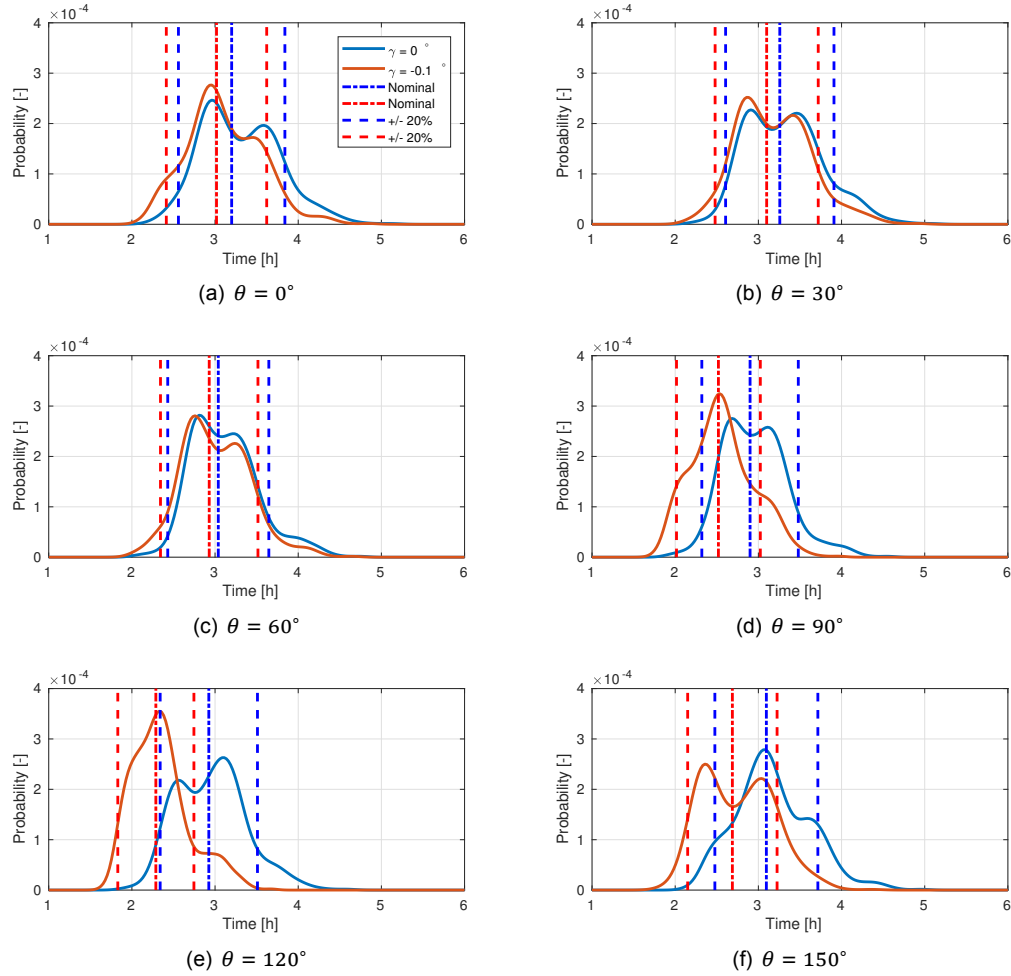 ×10⁻⁴
4
3
2
1
0
Probability [-]
1 2 3 4 5 6
Time [h]
γ = 0 °
γ = -0.1 °
Nominal
Nominal
+/- 20%
+/- 20%
(a) θ = 0°
×10⁻⁴
4
3
2
1
0
Probability [-]
1 2 3 4 5 6
Time [h]
(b) θ = 30°
×10⁻⁴
4
3
2
1
0
Probability [-]
1 2 3 4 5 6
Time [h]
(c) θ = 60°
×10⁻⁴
4
3
2
1
0
Probability [-]
1 2 3 4 5 6
Time [h]
(d) θ = 90°
×10⁻⁴
4
3
2
1
0
Probability [-]
1 2 3 4 5 6
Time [h]
(e) θ = 120°
×10⁻⁴
4
3
2
1
0
Probability [-]
1 2 3 4 5 6
Time [h]
(f) θ = 150°